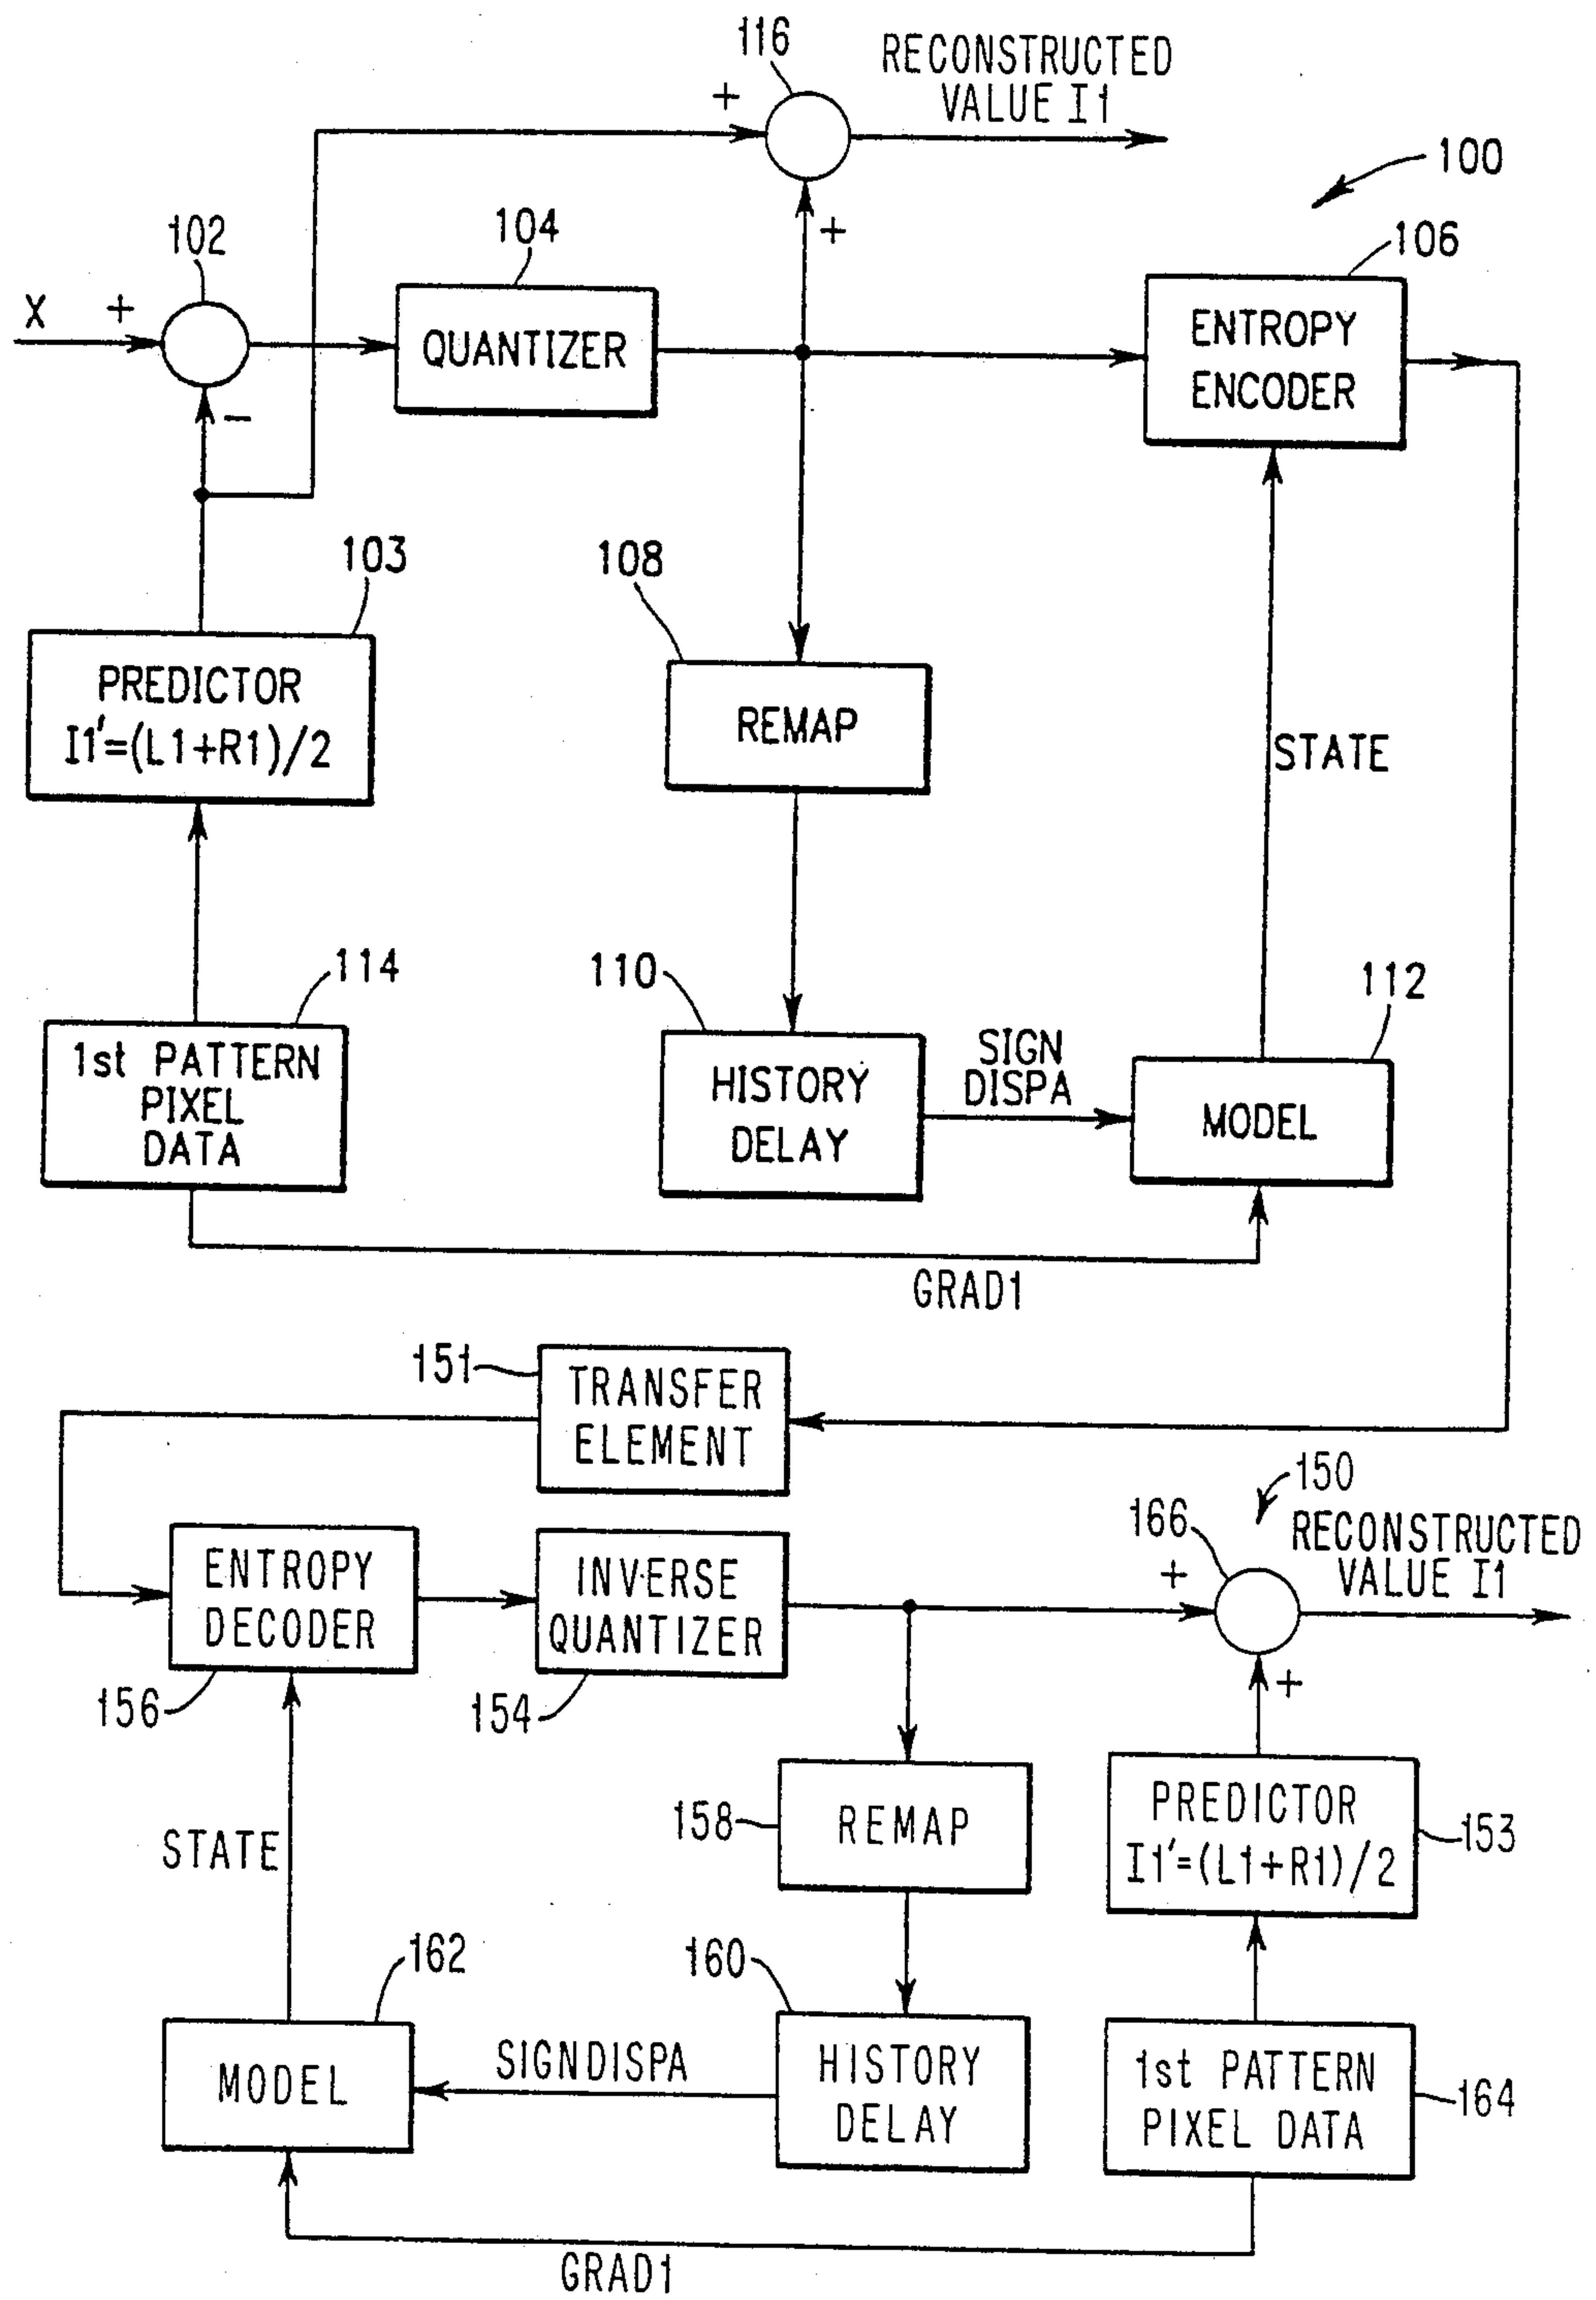 116
RECONSTRUCTED
VALUE I1
+
100
102
104
+
106
X
+
QUANTIZER
ENTROPY
ENCODER
−
103
108
PREDICTOR
I1'=(L1+R1)/2
REMAP
STATE
114
110
112
1st PATTERN
PIXEL
DATA
HISTORY
DELAY
SIGN
DISPA
MODEL
GRAD1
151
TRANSFER
ELEMENT
150
166
RECONSTRUCTED
VALUE I1
+
ENTROPY
DECODER
INVERSE
QUANTIZER
156
154
+
158
REMAP
PREDICTOR
I1'=(L1+R1)/2
153
STATE
162
160
MODEL
SIGNDISPA
HISTORY
DELAY
1st PATTERN
PIXEL DATA
164
GRAD1